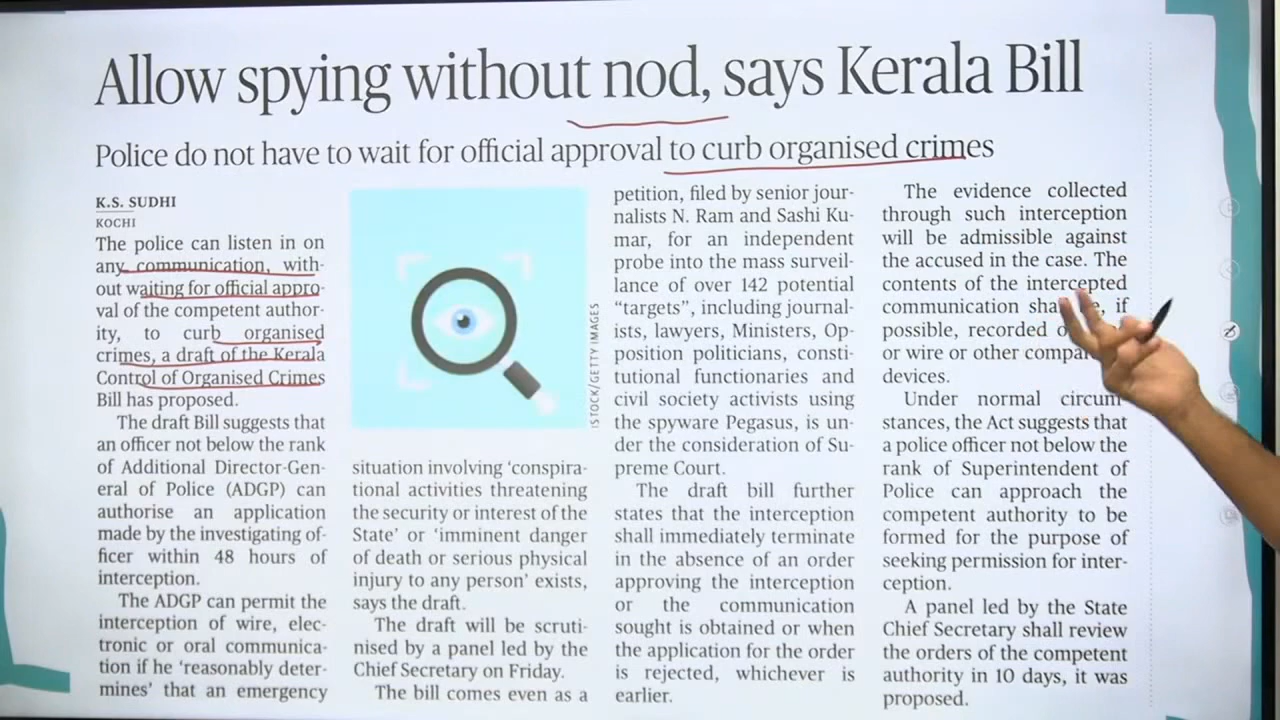 Allow spying without nod, says Kerala Bill
Police do not have to wait for official approval to curb organised crimes
K.S. SUDHI
KOCHI
The police can listen in on
any communication, with-
out waiting for official appro-
val of the competent author-
ity, to curb organised
crimes, a draft of the Kerala
Control of Organised Crimes
Bill has proposed.
The draft Bill suggests that
an officer not below the rank
of Additional Director-Gen-
eral of Police (ADGP) can
authorise an application
made by the investigating of-
ficer within 48 hours of
interception.
The ADGP can permit the
interception of wire, elec-
tronic or oral communica-
tion if he ‘reasonably deter-
mines’ that an emergency
ISTOCK/GETTY IMAGES
situation involving ‘conspira-
tional activities threatening
the security or interest of the
State’ or ‘imminent danger
of death or serious physical
injury to any person’ exists,
says the draft.
The draft will be scruti-
nised by a panel led by the
Chief Secretary on Friday.
The bill comes even as a
petition, filed by senior jour-
nalists N. Ram and Sashi Ku-
mar, for an independent
probe into the mass surveil-
lance of over 142 potential
“targets”, including journal-
ists, lawyers, Ministers, Op-
position politicians, consti-
tutional functionaries and
civil society activists using
the spyware Pegasus, is un-
der the consideration of Su-
preme Court.
The draft bill further
states that the interception
shall immediately terminate
in the absence of an order
approving the interception
or the communication
sought is obtained or when
the application for the order
is rejected, whichever is
earlier.
The evidence collected
through such interception
will be admissible against
the accused in the case. The
contents of the intercepted
communication if
possible, recorded
or wire or other
devices.
Under normal circum
stances, the Act suggests that
a police officer not below the
rank of Superintendent of
Police can approach the
competent authority to be
formed for the purpose of
seeking permission for inter-
ception.
A panel led by the State
Chief Secretary shall review
the orders of the competent
authority in 10 days, it was
proposed.